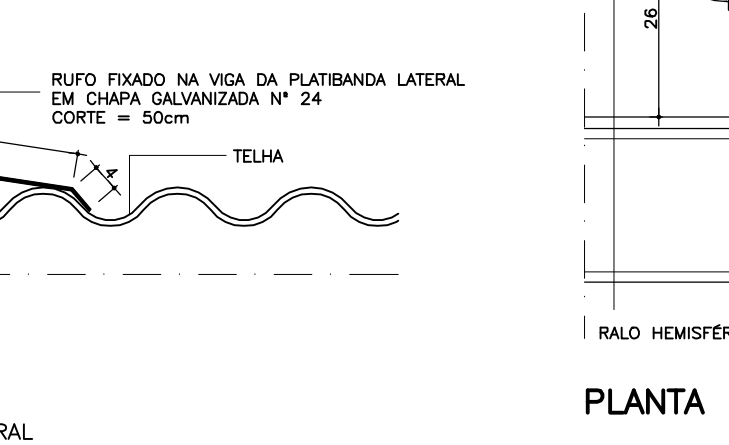 RUFO FIXADO NA VIGA DA PLATIBANDA LATERAL
EM CHAPA GALVANIZADA Nº 24
CORTE = 50cm
4
TELHA
26
RALO HEMISFÉR
PLANTA
RAL